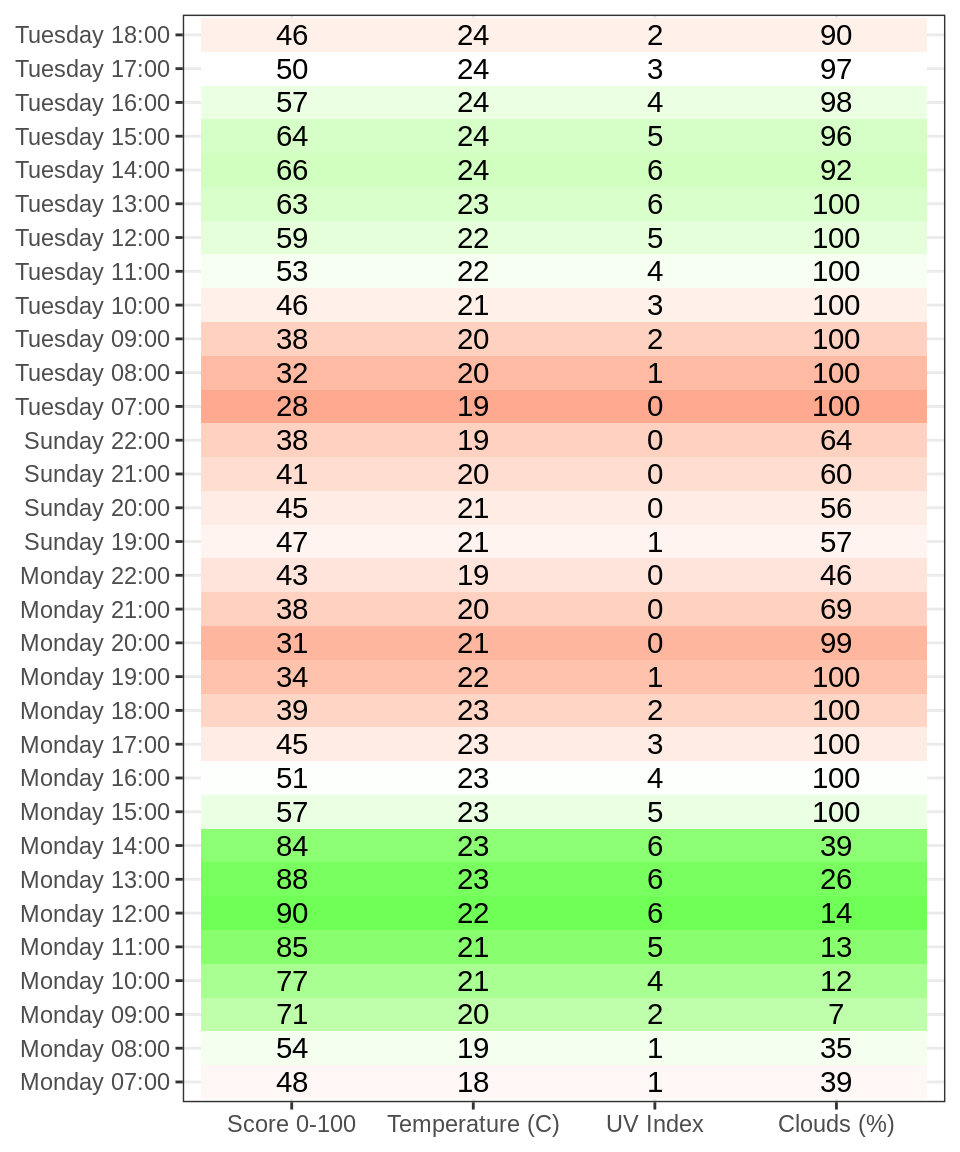 Tuesday 18:00 46 24 2 90
Tuesday 17:00 50 24 3 97
Tuesday 16:00 57 24 4 98
Tuesday 15:00 64 24 5 96
Tuesday 14:00 66 24 6 92
Tuesday 13:00 63 23 6 100
Tuesday 12:00 59 22 5 100
Tuesday 11:00 53 22 4 100
Tuesday 10:00 46 21 3 100
Tuesday 09:00 38 20 2 100
Tuesday 08:00 32 20 1 100
Tuesday 07:00 28 19 0 100
Sunday 22:00 38 19 0 64
Sunday 21:00 41 20 0 60
Sunday 20:00 45 21 0 56
Sunday 19:00 47 21 1 57
Monday 22:00 43 19 0 46
Monday 21:00 38 20 0 69
Monday 20:00 31 21 0 99
Monday 19:00 34 22 1 100
Monday 18:00 39 23 2 100
Monday 17:00 45 23 3 100
Monday 16:00 51 23 4 100
Monday 15:00 57 23 5 100
Monday 14:00 84 23 6 39
Monday 13:00 88 23 6 26
Monday 12:00 90 22 6 14
Monday 11:00 85 21 5 13
Monday 10:00 77 21 4 12
Monday 09:00 71 20 2 7
Monday 08:00 54 19 1 35
Monday 07:00 48 18 1 39
Score 0-100 Temperature (C) UV Index Clouds (%)